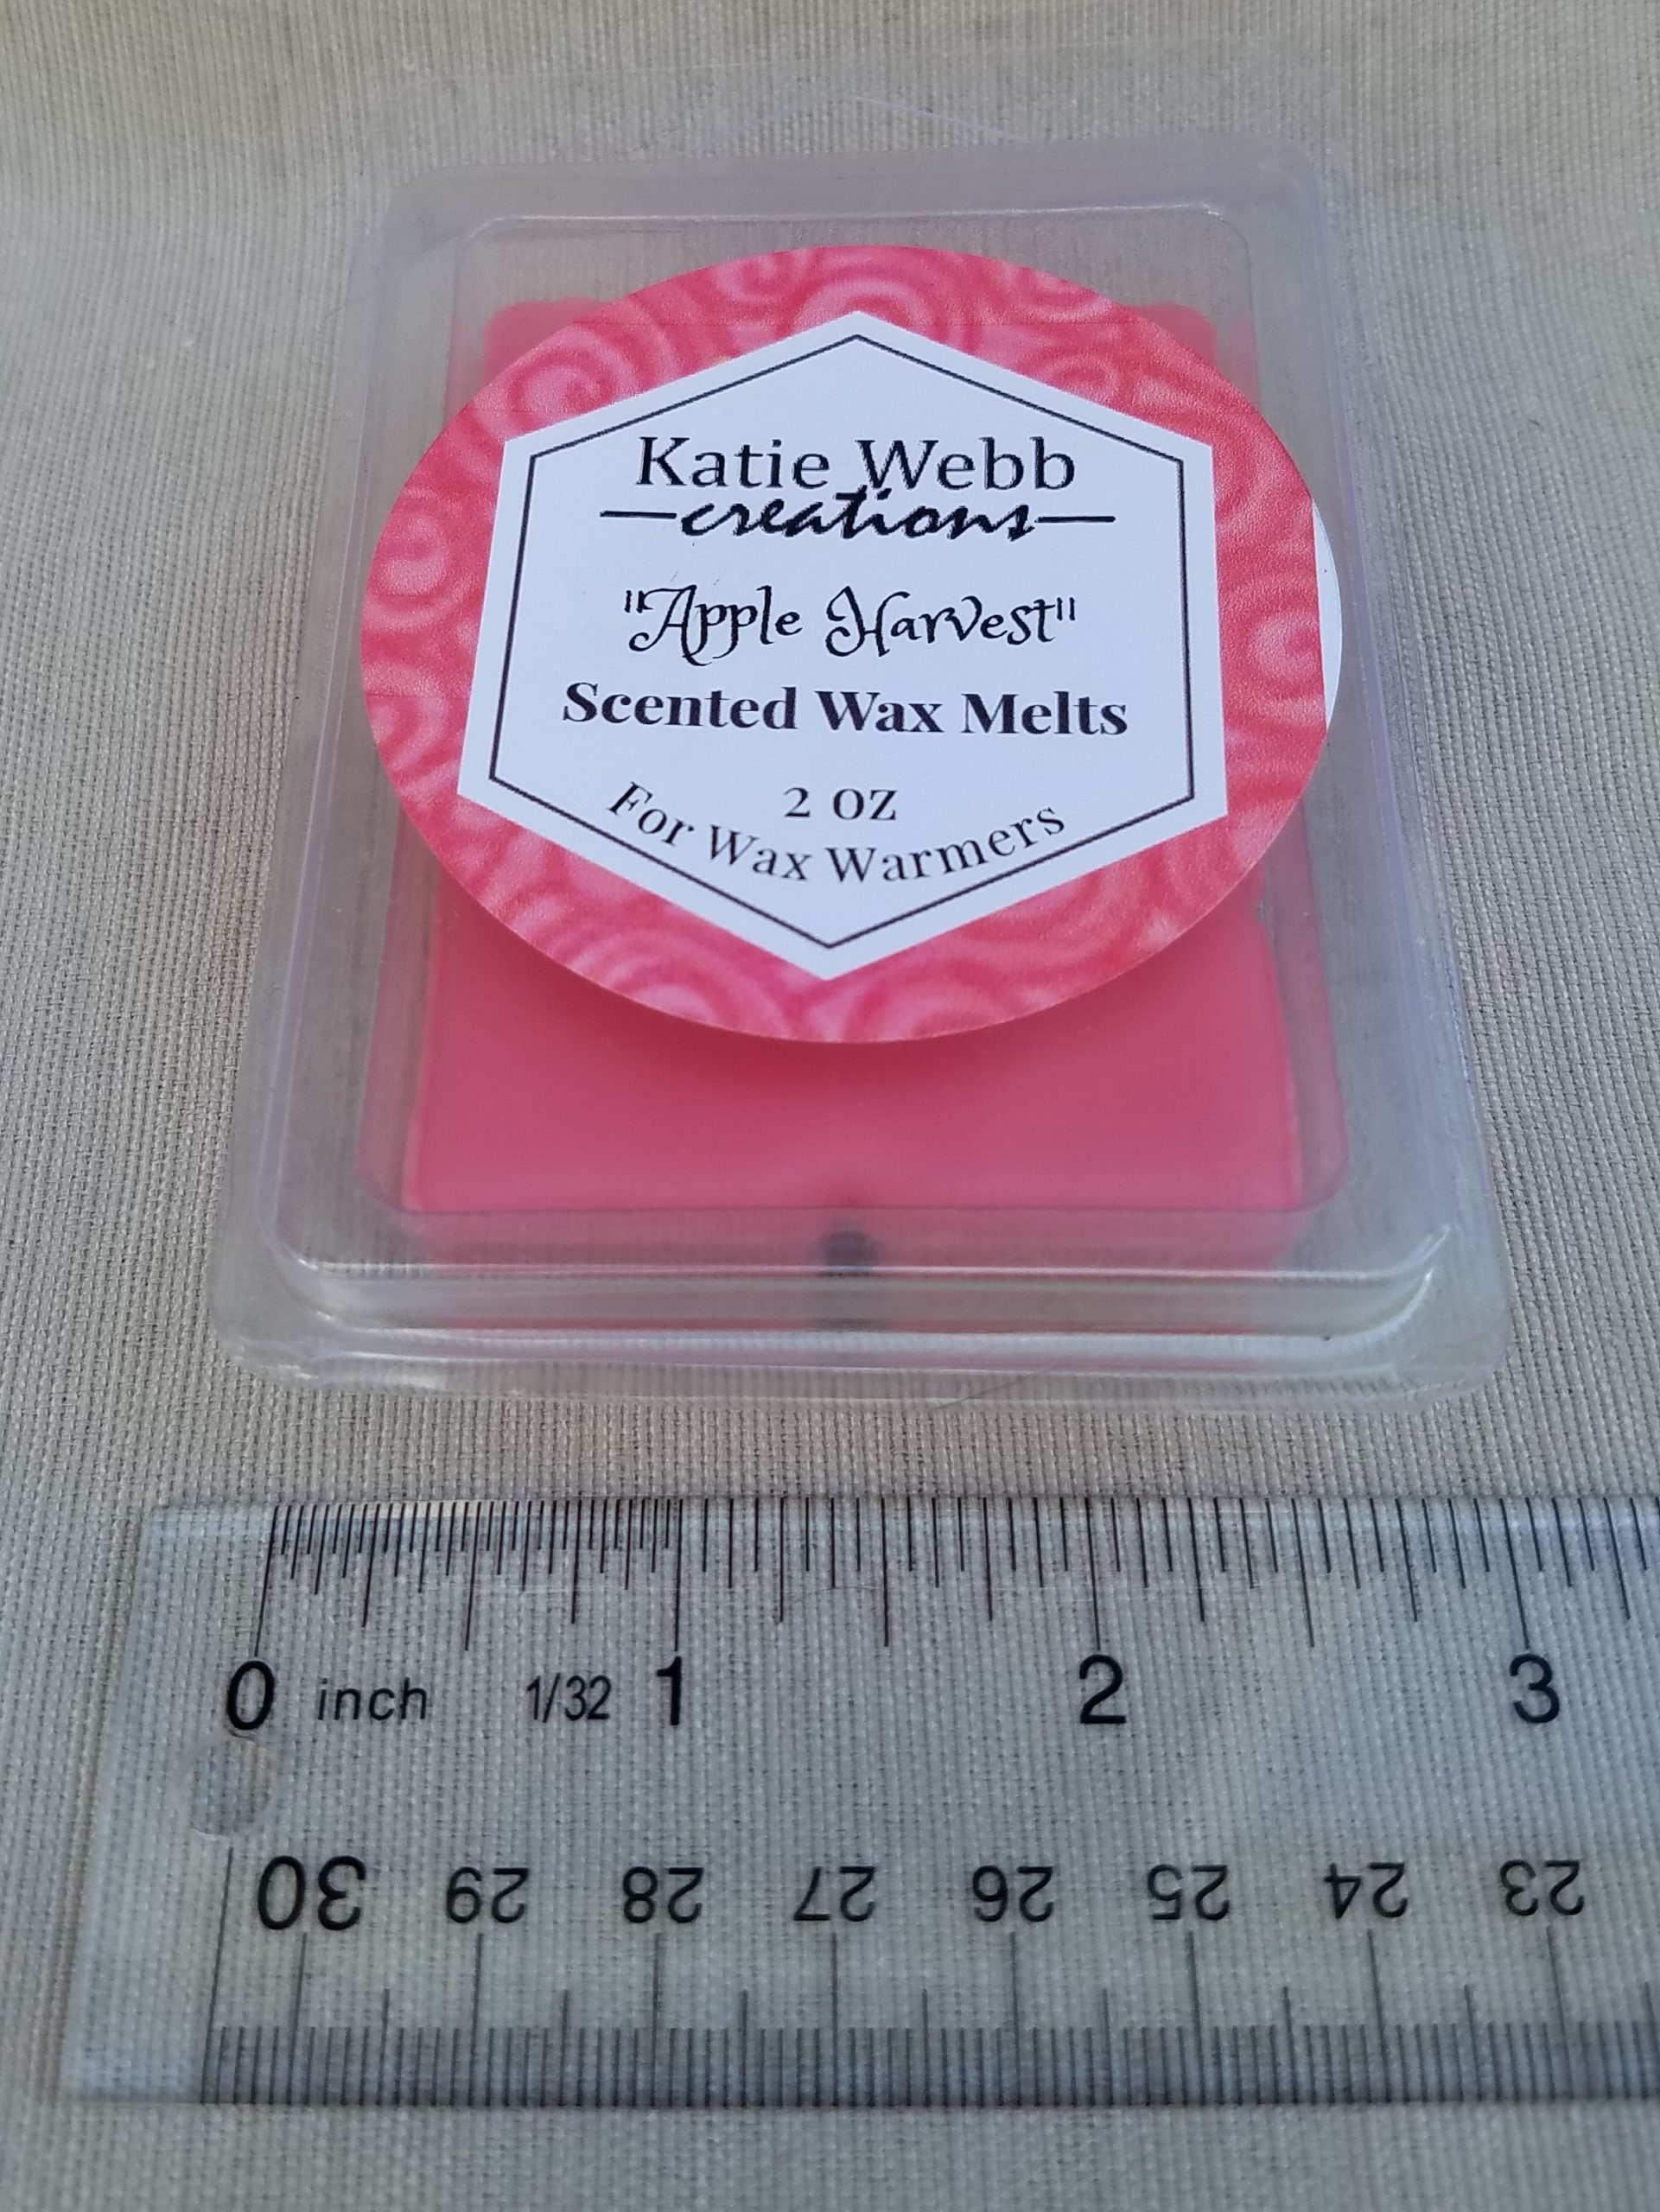 Katie Webb
creations
"Apple Harvest"
Scented Wax Melts
2 OZ
For Wax Warmers
0 inch 1/32 1 2 3
30 29 28 27 26 25 24 23